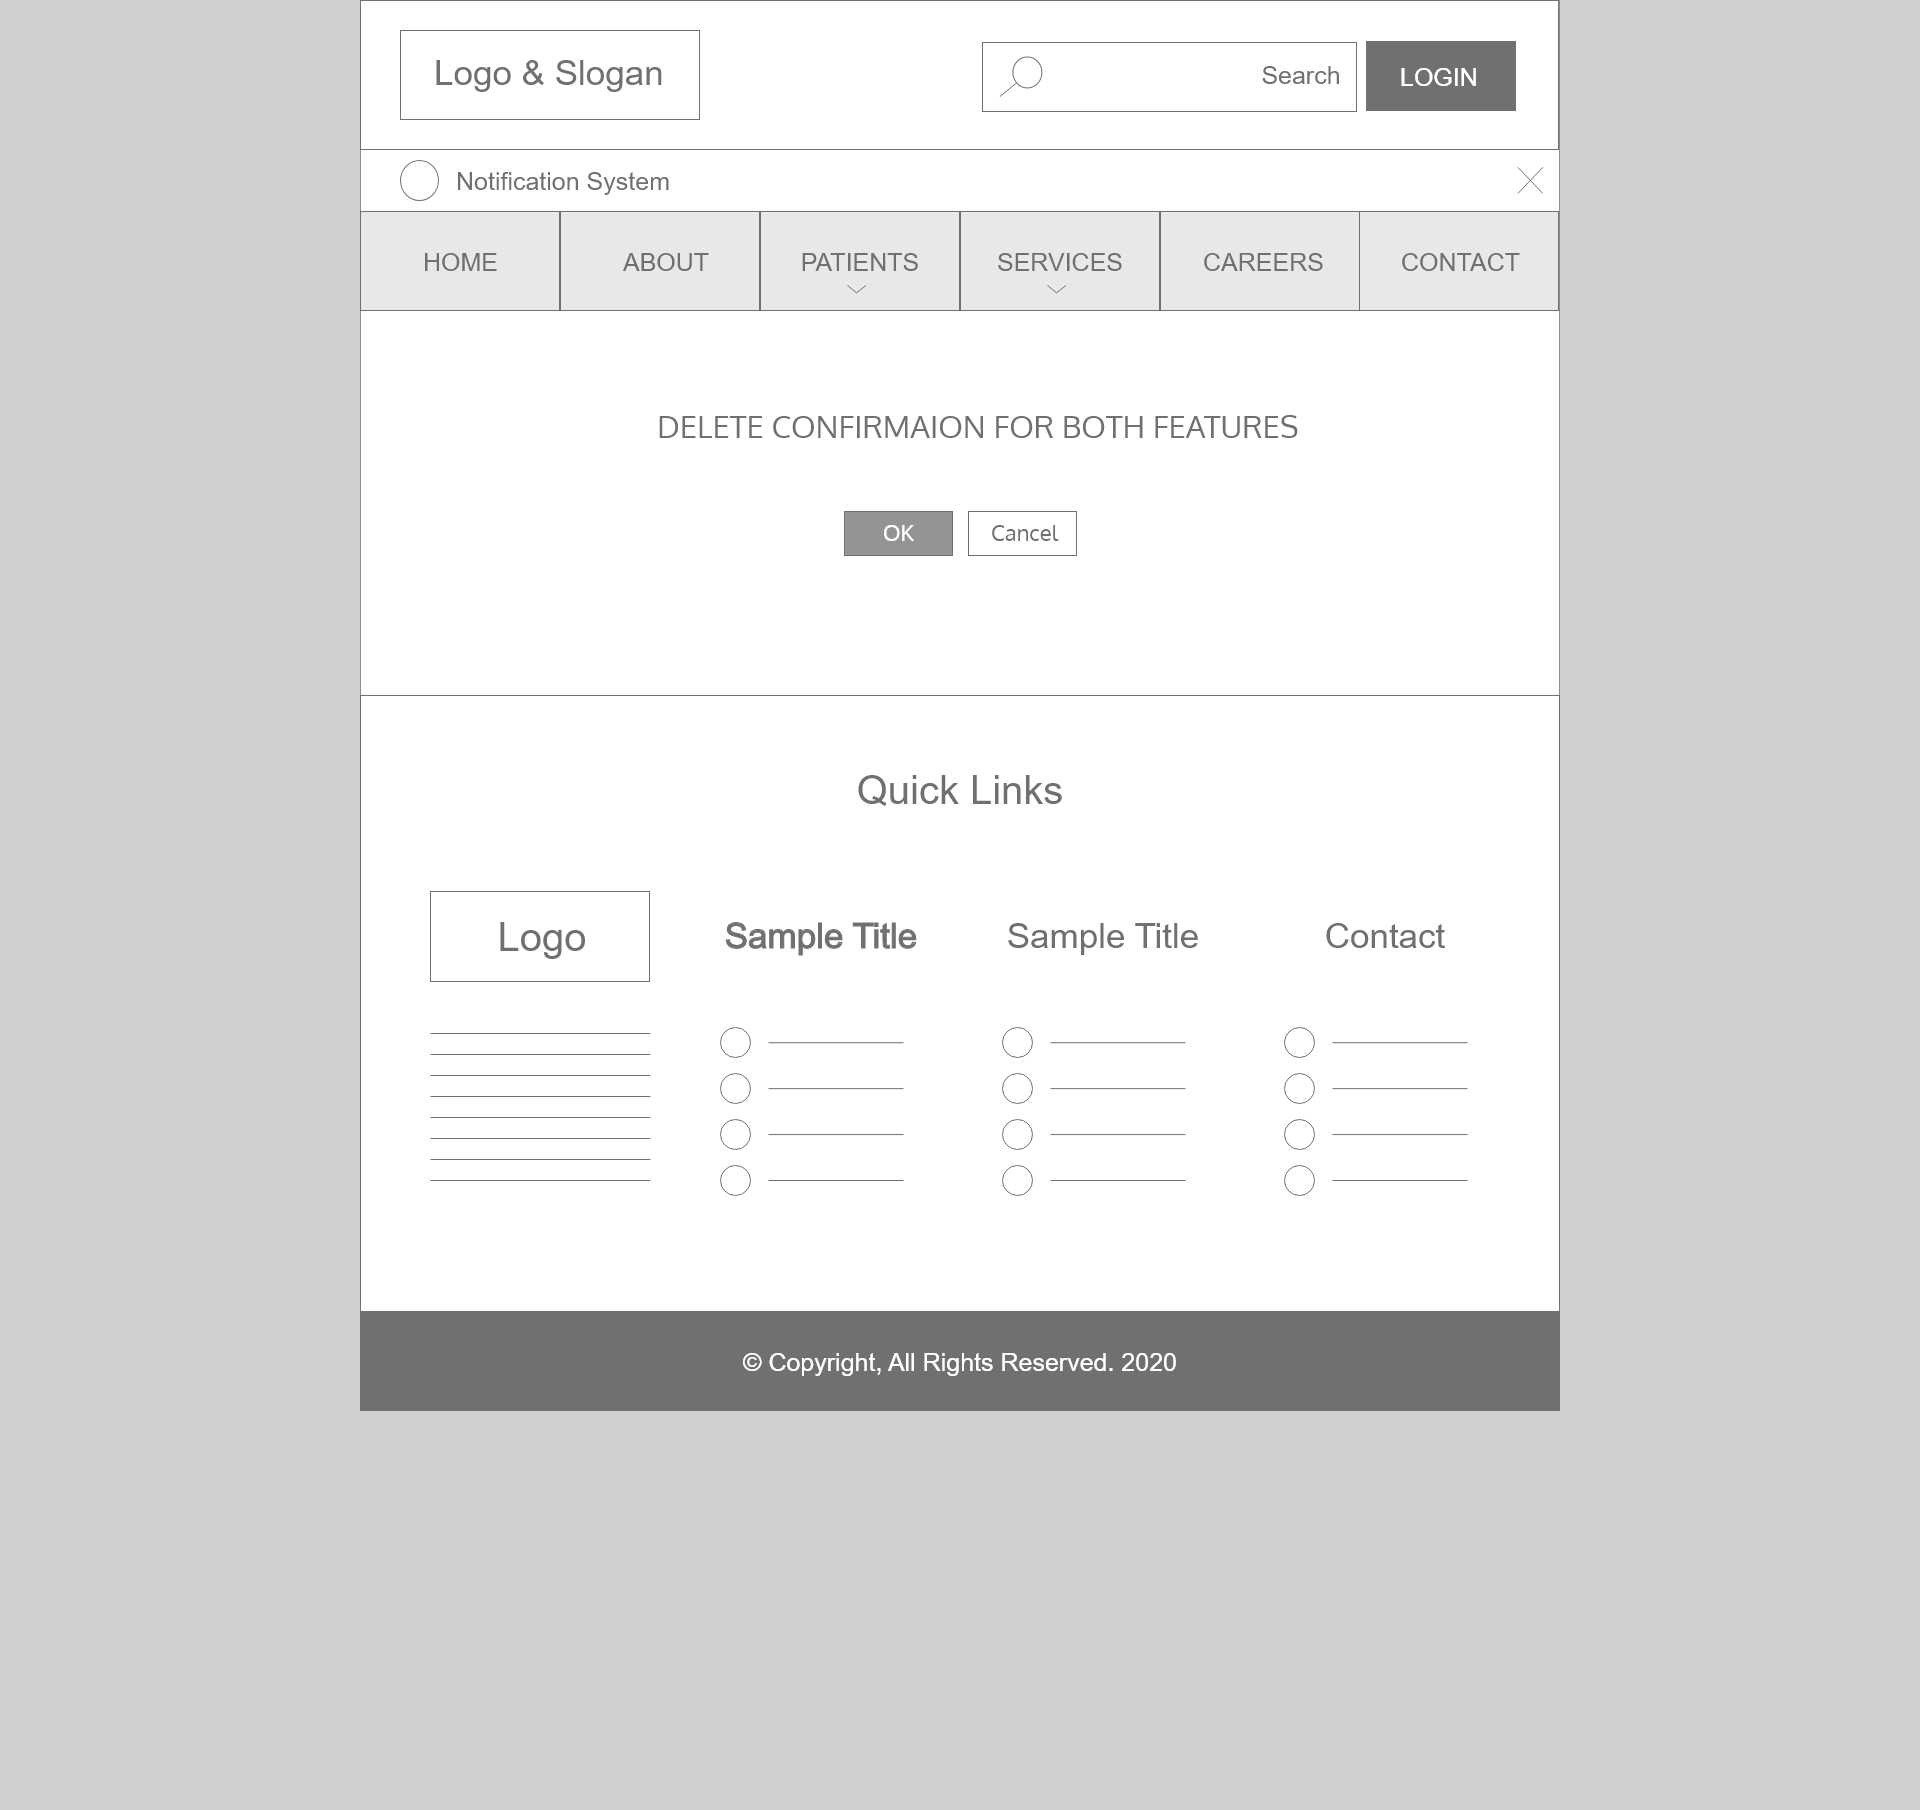 Logo & Slogan
Search
LOGIN
Notification System
HOME
ABOUT
PATIENTS
SERVICES
CAREERS
CONTACT
DELETE CONFIRMAION FOR BOTH FEATURES
OK
Cancel
Quick Links
Logo
Sample Title
Sample Title
Contact
© Copyright, All Rights Reserved. 2020